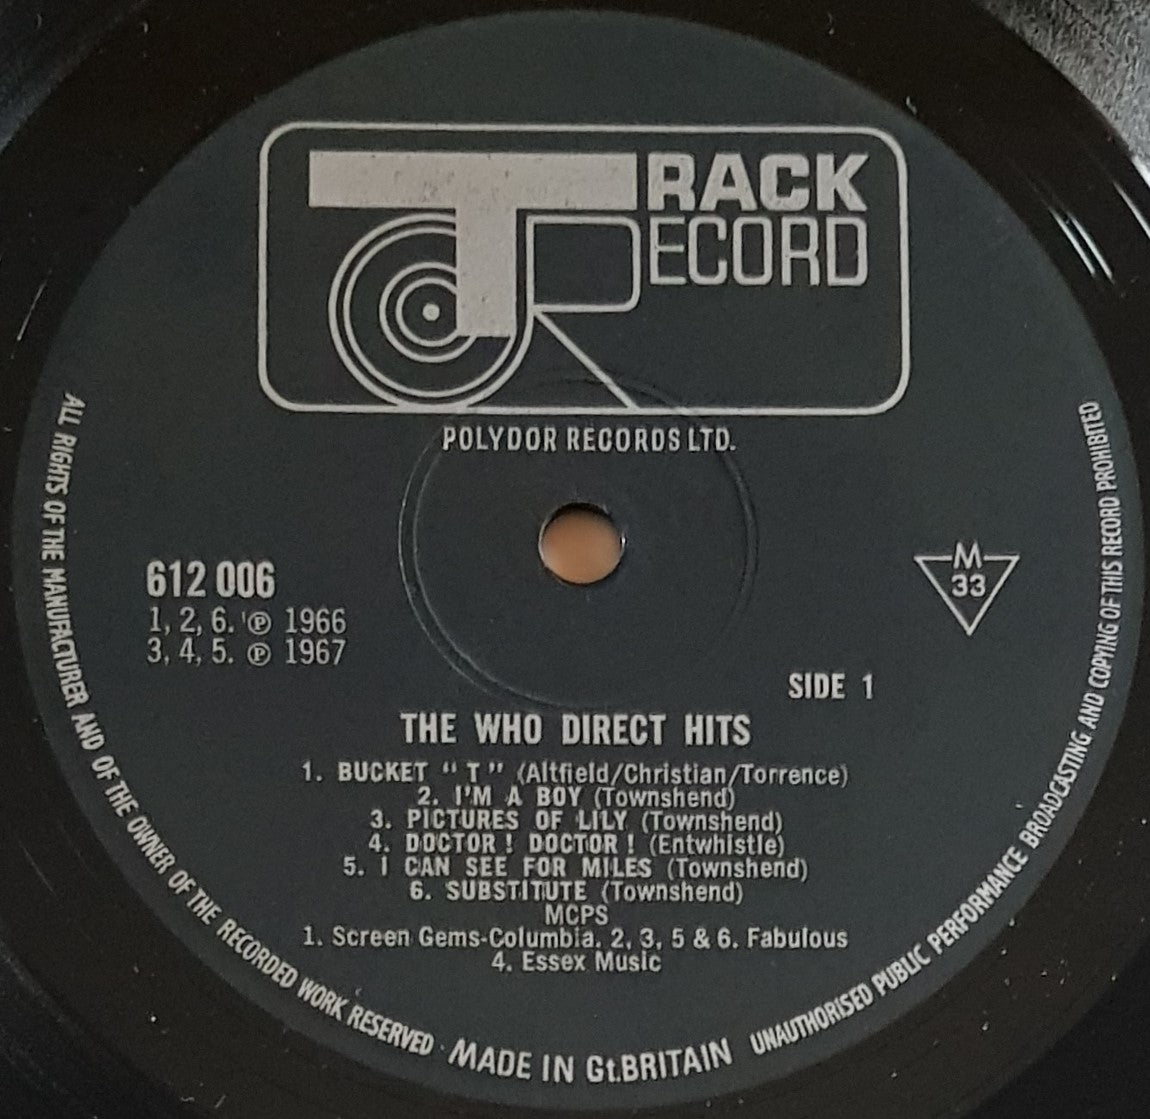 TRACK
RECORD
POLYDOR RECORDS LTD.
612 006
1, 2, 6. ℗ 1966
3, 4, 5. ℗ 1967
M
33
SIDE 1
THE WHO DIRECT HITS
1. BUCKET "T" (Altfield/Christian/Torrence)
2. I'M A BOY (Townshend)
3. PICTURES OF LILY (Townshend)
4. DOCTOR! DOCTOR! (Entwhistle)
5. I CAN SEE FOR MILES (Townshend)
6. SUBSTITUTE (Townshend)
MCPS
1. Screen Gems-Columbia. 2, 3, 5 & 6. Fabulous
4. Essex Music
ALL RIGHTS OF THE MANUFACTURER AND OF THE OWNER OF THE RECORDED WORK RESERVED · MADE IN Gt.BRITAIN UNAUTHORISED PUBLIC PERFORMANCE BROADCASTING AND COPYING OF THIS RECORD PROHIBITED